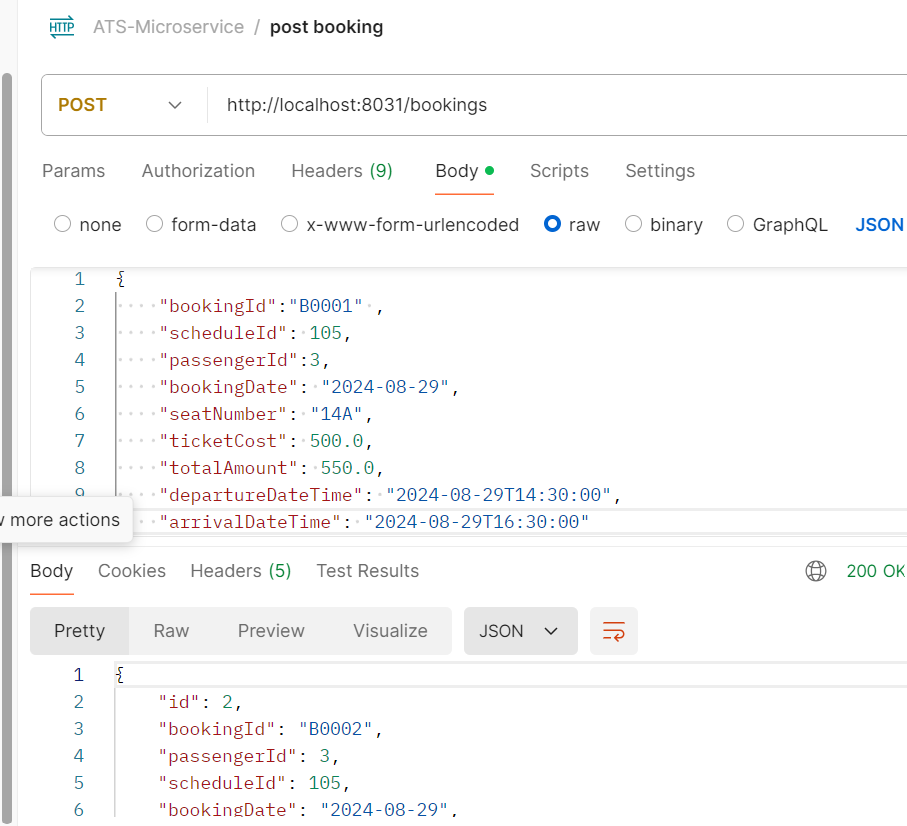 HTTP ATS-Microservice / post booking
POST http://localhost:8031/bookings
Params Authorization Headers (9) Body Scripts Settings
none form-data x-www-form-urlencoded raw binary GraphQL JSON
1 {
2 "bookingId":"B0001" ,
3 "scheduleId": 105,
4 "passengerId":3,
5 "bookingDate": "2024-08-29",
6 "seatNumber": "14A",
7 "ticketCost": 500.0,
8 "totalAmount": 550.0,
9 "departureDateTime": "2024-08-29T14:30:00",
w more actions "arrivalDateTime": "2024-08-29T16:30:00"
Body Cookies Headers (5) Test Results 200 OK
Pretty Raw Preview Visualize JSON
1 {
2 "id": 2,
3 "bookingId": "B0002",
4 "passengerId": 3,
5 "scheduleId": 105,
6 "bookingDate": "2024-08-29",